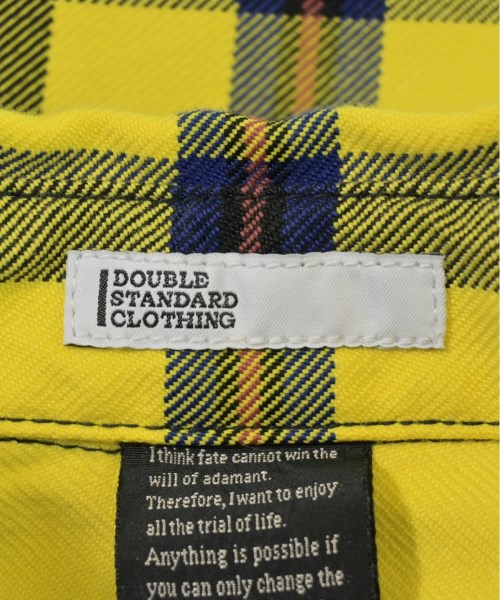 DOUBLE
STANDARD
CLOTHING
I think fate cannot win the
will of adamant.
Therefore, I want to enjoy
all the trial of life.
Anything is possible if
you can only change the